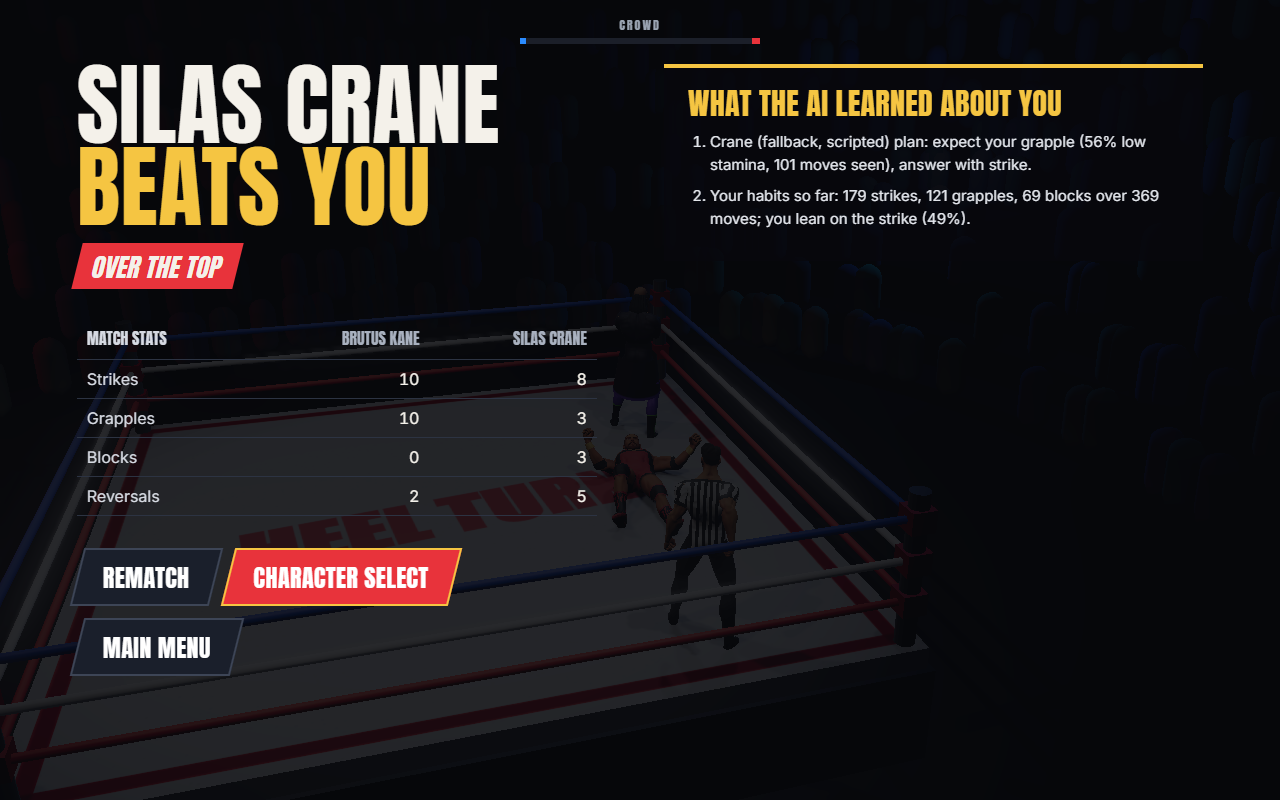 CROWD
SILAS CRANE
BEATS YOU
OVER THE TOP
WHAT THE AI LEARNED ABOUT YOU
1. Crane (fallback, scripted) plan: expect your grapple (56% low
stamina, 101 moves seen), answer with strike.
2. Your habits so far: 179 strikes, 121 grapples, 69 blocks over 369
moves; you lean on the strike (49%).
MATCH STATS BRUTUS KANE SILAS CRANE
Strikes 10 8
Grapples 10 3
Blocks 0 3
Reversals 2 5
HEEL TURN
REMATCH
CHARACTER SELECT
MAIN MENU